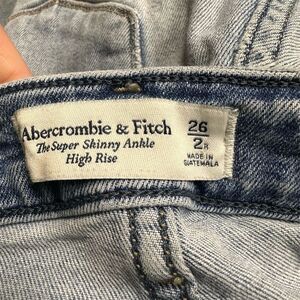 Abercrombie & Fitch
The Super Skinny Ankle
High Rise
26
2R
MADE IN
GUATEMALA